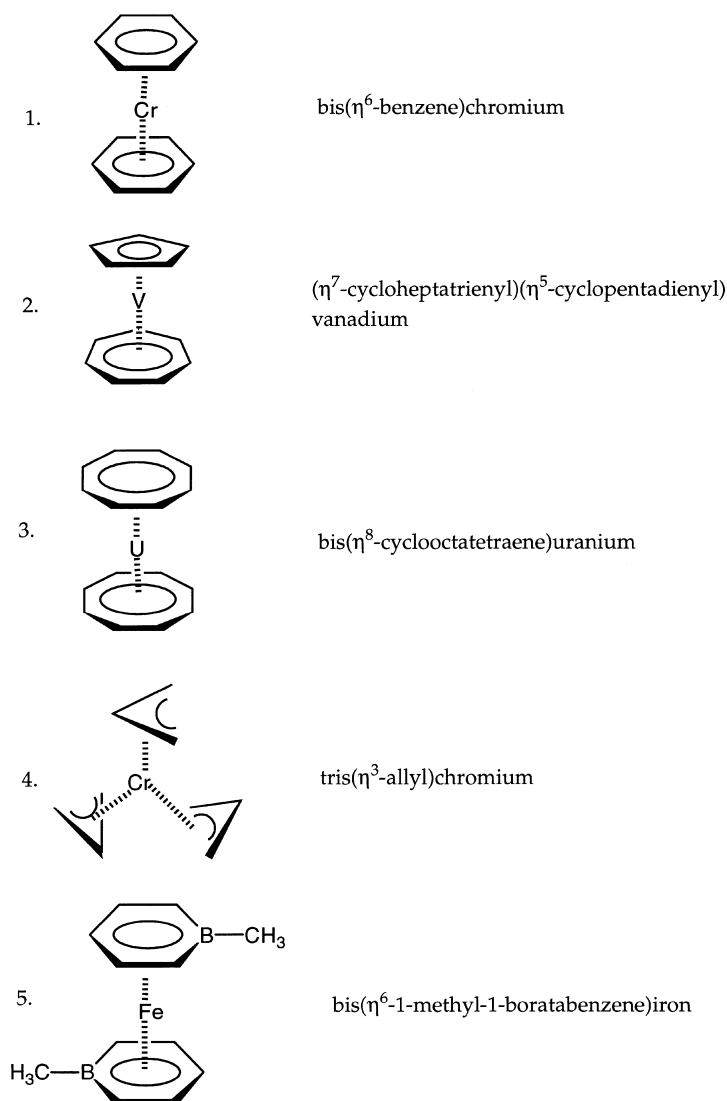 1.
Cr
bis(η⁶-benzene)chromium
2.
V
(η⁷-cycloheptatrienyl)(η⁵-cyclopentadienyl)
vanadium
3.
U
bis(η⁸-cyclooctatetraene)uranium
4.
Cr
tris(η³-allyl)chromium
B—CH₃
5.
Fe
bis(η⁶-1-methyl-1-boratabenzene)iron
H₃C—B